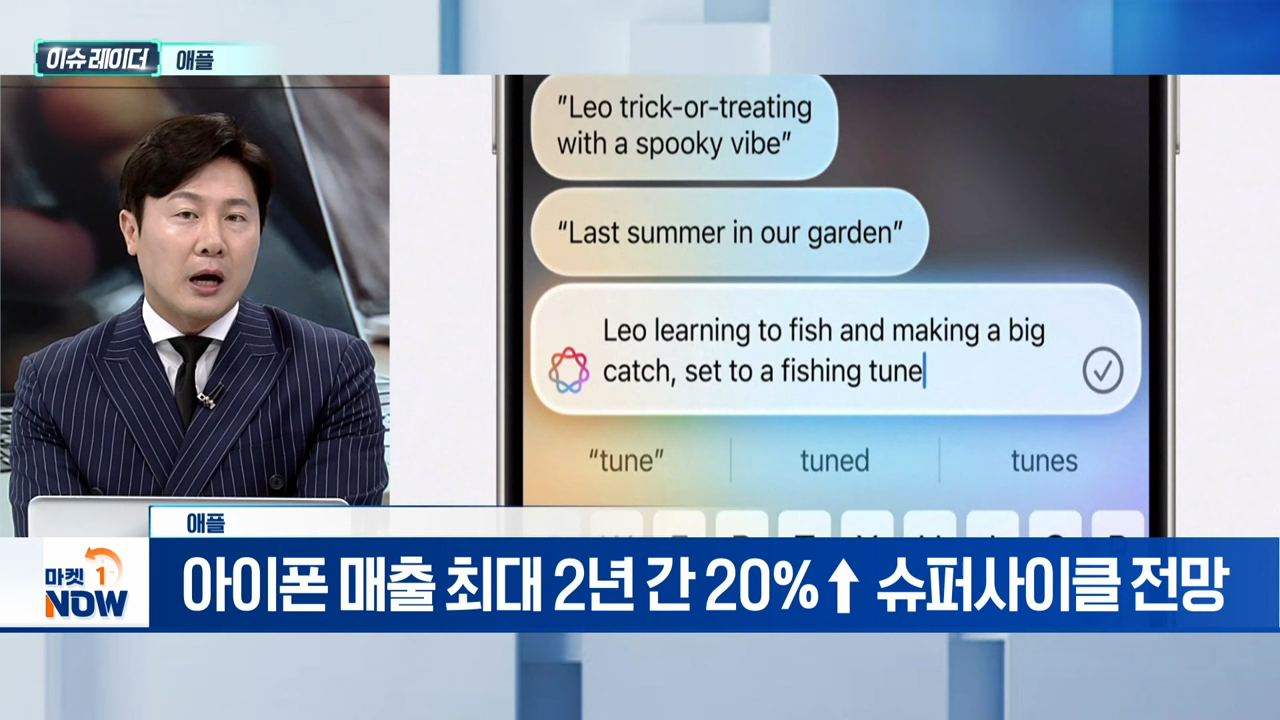 이슈 레이더 애플
"Leo trick-or-treating
with a spooky vibe"
"Last summer in our garden"
Leo learning to fish and making a big
catch, set to a fishing tune
"tune" tuned tunes
애플
마켓 1
NOW
아이폰 매출 최대 2년 간 20%⬆ 슈퍼사이클 전망